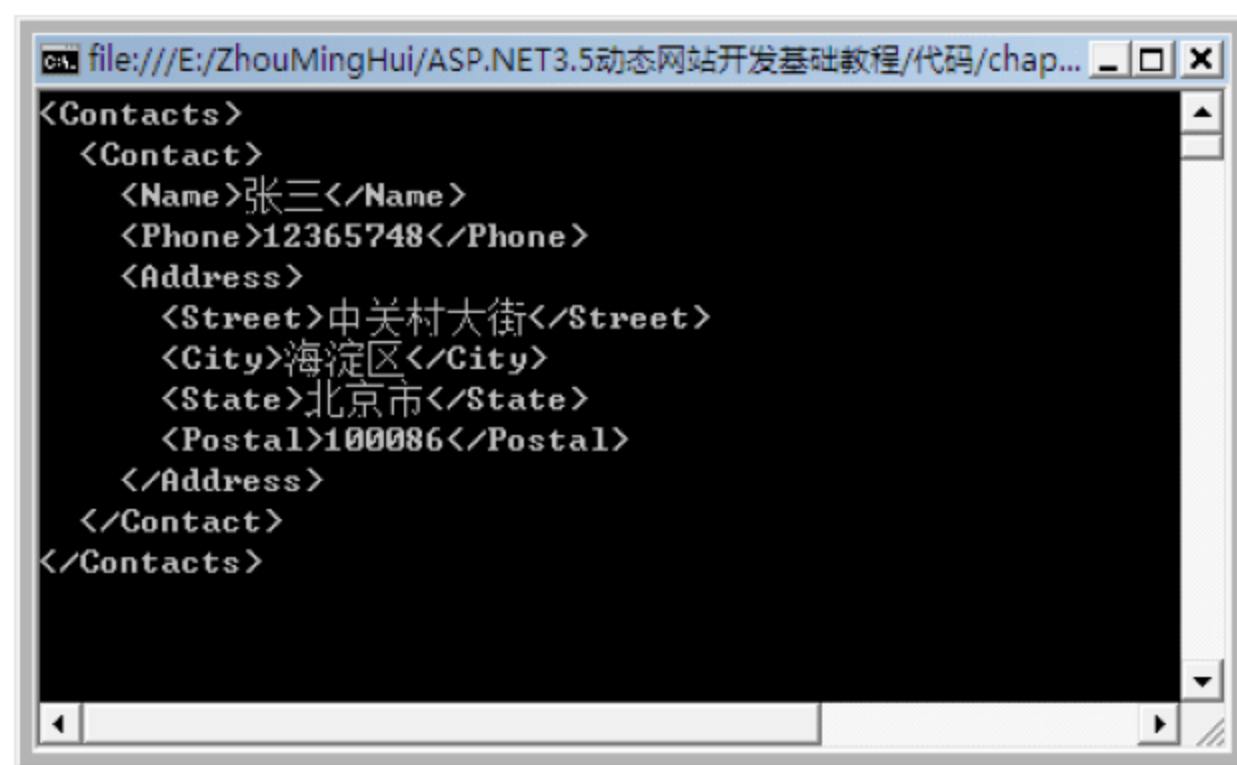 file:///E:/ZhouMingHui/ASP.NET3.5动态网站开发基础教程/代码/chap...
<Contacts>
  <Contact>
    <Name>张三</Name>
    <Phone>12365748</Phone>
    <Address>
      <Street>中关村大街</Street>
      <City>海淀区</City>
      <State>北京市</State>
      <Postal>100086</Postal>
    </Address>
  </Contact>
</Contacts>